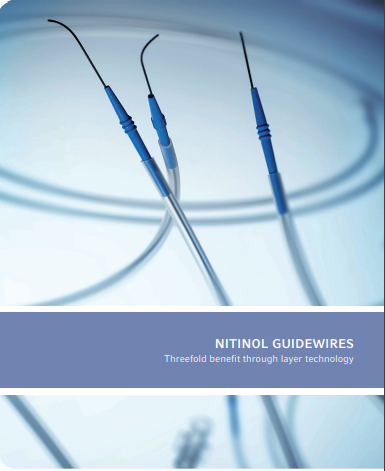 NITINOL GUIDEWIRES
Threefold benefit through layer technology